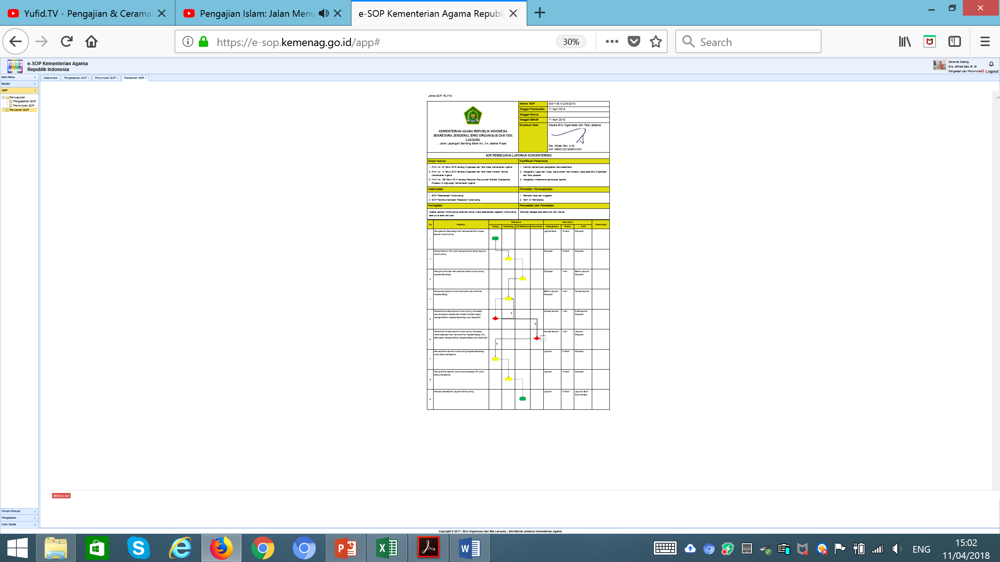 Yufid.TV - Pengajian & Cerama
Pengajian Islam: Jalan Menu
e-SOP Kementerian Agama Republi
https://e-sop.kemenag.go.id/app#
30%
Search
ESOP
e-SOP Kementerian Agama
Republik Indonesia
Selamat Datang,
Drs. Afrizal Zen, M. Si
Pengesah dan Penomoran
Logout
Main Menu
Master
SOP
Penyusunan
Pengesahan SOP
Penomoran SOP
Pencarian SOP
Dashboard
Pengesahan SOP
Penomoran SOP
Pencarian SOP
Jenis SOP: RUTIN
KEMENTERIAN AGAMA REPUBLIK INDONESIA
SEKRETARIA JENDERAL BIRO ORGANISASI DAN TATA
LAKSANA
Jalan Lapangan Banteng Barat No. 3-4 Jakarta Pusat
Nomor SOP 00011/B.IV.2/04/2018
Tanggal Pembuatan 11 April 2018
Tanggal Revisi
Tanggal Efektif 11 April 2018
Disahkan Oleh Kepala Biro Organisasi dan Tata Laksana
Drs. Afrizal Zen, M.Si
NIP 196001221989031001
SOP PEMBUATAN LAPORAN KONSINYERING
Dasar Hukum
1. PMA No. 42 Tahun 2016 tentang Organisasi dan Tata Kerja Kementerian Agama
2. PMA No. 13 Tahun 2012 tentang Organisasi dan Tata Kerja Instansi Vertikal
Kementerian Agama
3. KMA No. 168 Tahun 2010 tentang Pedoman Penyusunan Standar Operasional
Prosedur di lingkungan Kementerian Agama
Kualifikasi Pelaksana
1. Memiliki kemampuan pengolahan data sederhana
2. Mengetahui tugas dan fungsi, serta sistem dan prodedur kerja pada Biro Organisasi
dan Tata Laksana
3. Mengetahui mekanisme pembuatan laporan
Keterkaitan
1. SOP Pelaksanaan Konsinyering
2. SOP Pendokumentasian Pelaporan Konsinyering
Peralatan / Perlengkapan
1. Rencana Kerja dan Anggaran
2. Term Of Refference
Peringatan
Apabila Laporan Konsinyering terlambat dibuat maka pelaksanaan kegiatan Konsinyering
berikutnya akan tertunda
Pencatatan dan Pendataan
Disimpan sebagai data elektronik dan manual
No Kegiatan Pelaksana Mutu Baku Keterangan
Kabag Kasubbag JFU/Pelaksana Karo Ortala Kelengkapan Waktu Hasil
1 Menugaskan Kasubbag untuk mempersiapkan konsep
laporan konsinyering
Agenda Kerja 15 Menit Disposisi
2 Memerintahkan JFU untuk mengumpulkan bahan laporan
konsinyering
Disposisi 15 Menit Disposisi
3 Mengumpulkan dan menyerahkan bahan konsinyering
kepada Kasubbag
Disposisi 1 Hari Bahan Laporan,
Disposisi
4 Mengonsep laporan konsinyering dan menyerahkan
kepada Kabag
Bahan Laporan, 1 Hari Konsep laporan
Disposisi
T
5 Memeriksa konsep laporan konsinyering. Jika setuju
menyampaikan kepada Karo Ortala Jika tidak setuju
mengembalikan kepada Kasubbag untuk diperbaiki
Konsep laporan 1 Jam Draft Laporan,
Disposisi
Y
6 Memeriksa konsep laporan konsinyering. Jika setuju
menandatangani dan menyerahkan kepada Kabag. Jika
tidak setuju mengembalikan kepada Kabag untuk diperbaiki
Konsep laporan 1 Jam Laporan,
Disposisi
Y
7 Menyerahkan laporan konsinyering kepada Kasubbag
untuk didokumentasikan
Laporan 10 Menit Disposisi
8 Menyerahkan laporan konsinyering kepada JFU untuk
didokumentasikan
Laporan 10 Menit Disposisi
9 Mendokumentasikan Laporan Konsinyering
Laporan 10 Menit Laporan, Bukti
Dokumentasi
[ESC] to exit
Forum Diskusi
Pengaduan
User Guide
Copyright © 2017 | Biro Organisasi dan Tata Laksana | Sekretariat Jenderal Kementerian Agama
ENG
15:02
11/04/2018